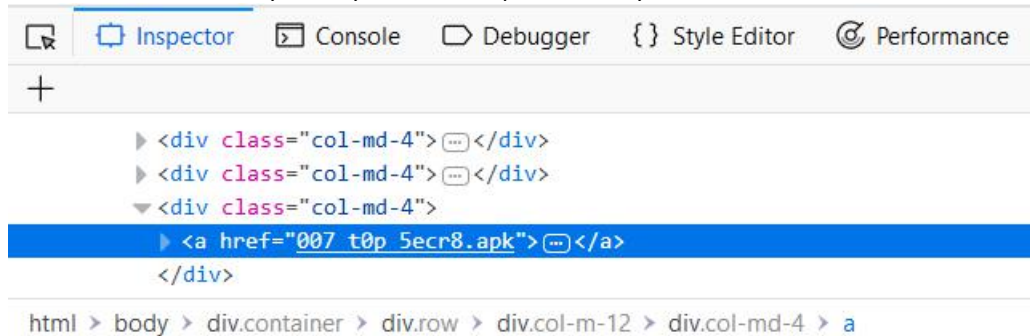 Inspector Console Debugger { } Style Editor Performance
+
<div class="col-md-4">⋯</div>
<div class="col-md-4">⋯</div>
<div class="col-md-4">
<a href="007_t0p_5ecr8.apk">⋯</a>
</div>
html > body > div.container > div.row > div.col-m-12 > div.col-md-4 > a